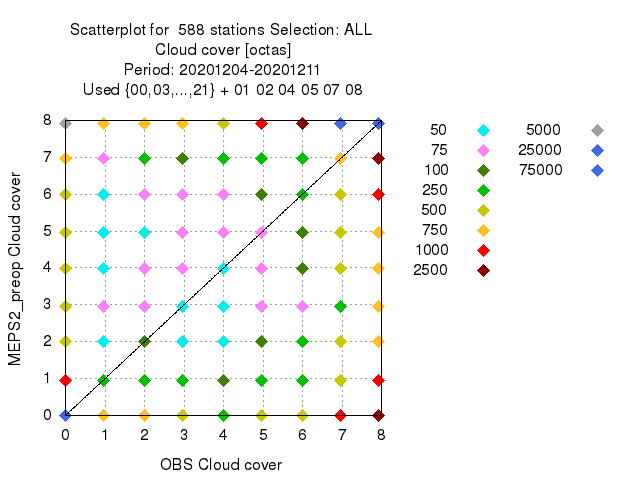 Scatterplot for 588 stations Selection: ALL
Cloud cover [octas]
Period: 20201204-20201211
Used {00,03,...,21} + 01 02 04 05 07 08
MEPS2_preop Cloud cover
8
7
6
5
4
3
2
1
0
0 1 2 3 4 5 6 7 8
OBS Cloud cover
50 5000
75 25000
100 75000
250
500
750
1000
2500